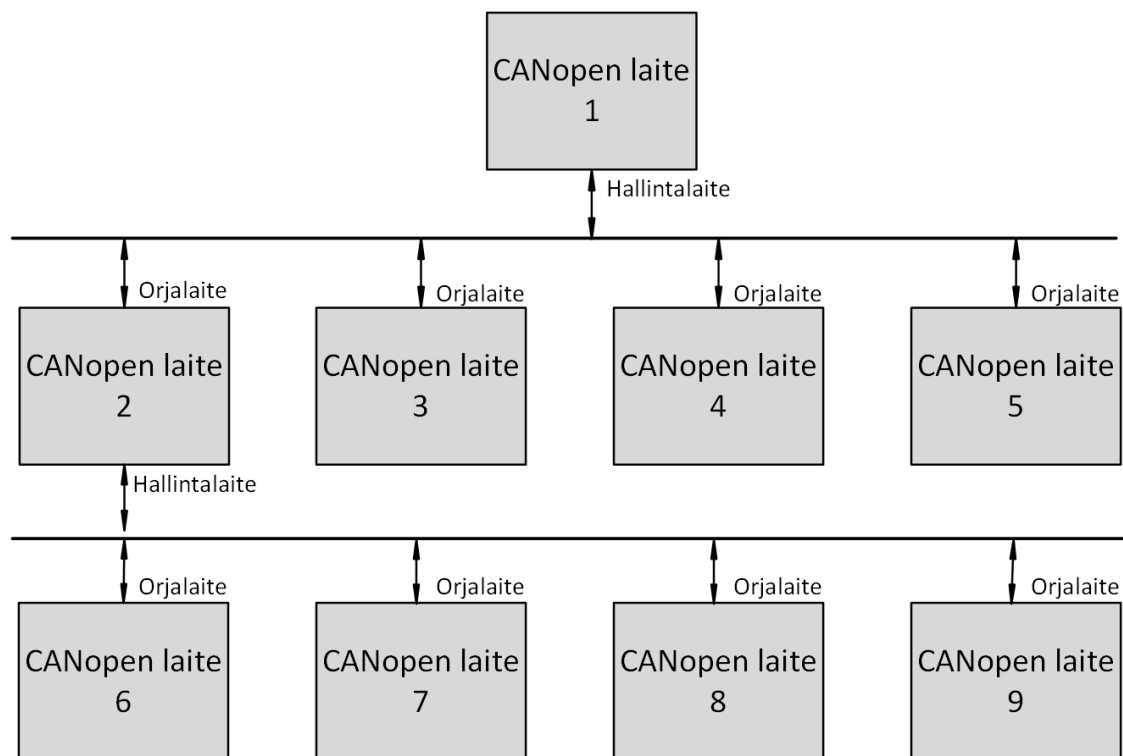 CANopen laite
1
Hallintalaite
Orjalaite
Orjalaite
Orjalaite
Orjalaite
CANopen laite
2
CANopen laite
3
CANopen laite
4
CANopen laite
5
Hallintalaite
Orjalaite
Orjalaite
Orjalaite
Orjalaite
CANopen laite
6
CANopen laite
7
CANopen laite
8
CANopen laite
9